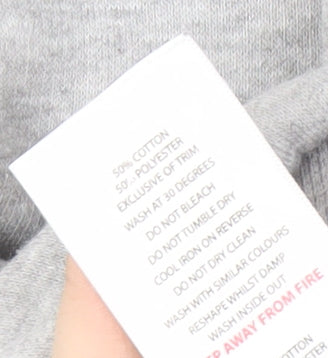 50% COTTON
50% POLYESTER
EXCLUSIVE OF TRIM
WASH AT 30 DEGREES
DO NOT BLEACH
DO NOT TUMBLE DRY
COOL IRON ON REVERSE
DO NOT DRY CLEAN
WASH WITH SIMILAR COLOURS
RESHAPE WHILST DAMP
WASH INSIDE OUT
AWAY FROM FIRE
COTTON